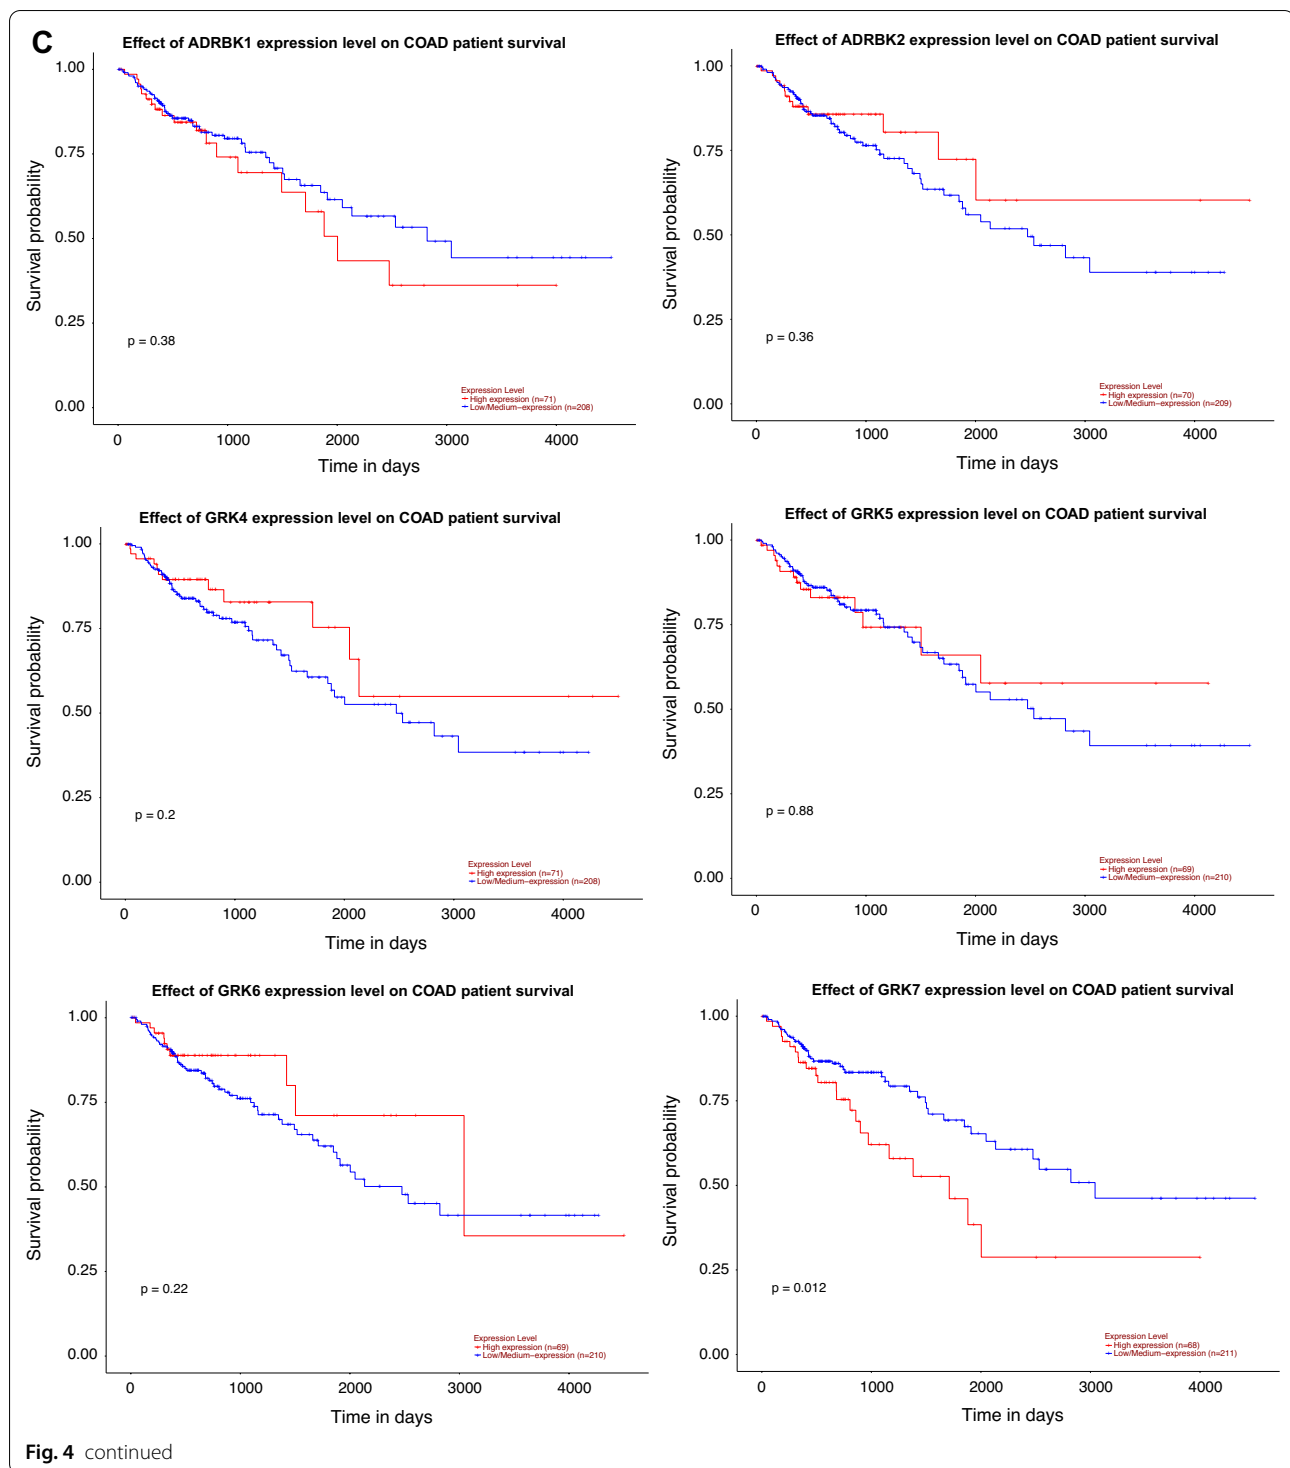 C
Effect of ADRBK1 expression level on COAD patient survival
1.00
0.75
0.50
0.25
0.00
Survival probability
p = 0.38
Expression Level
High expression (n=71)
Low/Medium−expression (n=208)
0 1000 2000 3000 4000
Time in days
Effect of ADRBK2 expression level on COAD patient survival
1.00
0.75
0.50
0.25
0.00
Survival probability
p = 0.36
Expression Level
High expression (n=70)
Low/Medium−expression (n=209)
0 1000 2000 3000 4000
Time in days
Effect of GRK4 expression level on COAD patient survival
1.00
0.75
0.50
0.25
0.00
Survival probability
p = 0.2
Expression Level
High expression (n=71)
Low/Medium−expression (n=208)
0 1000 2000 3000 4000
Time in days
Effect of GRK5 expression level on COAD patient survival
1.00
0.75
0.50
0.25
0.00
Survival probability
p = 0.88
Expression Level
High expression (n=69)
Low/Medium−expression (n=210)
0 1000 2000 3000 4000
Time in days
Effect of GRK6 expression level on COAD patient survival
1.00
0.75
0.50
0.25
0.00
Survival probability
p = 0.22
Expression Level
High expression (n=69)
Low/Medium−expression (n=210)
0 1000 2000 3000 4000
Time in days
Effect of GRK7 expression level on COAD patient survival
1.00
0.75
0.50
0.25
0.00
Survival probability
p = 0.012
Expression Level
High expression (n=68)
Low/Medium−expression (n=211)
0 1000 2000 3000 4000
Time in days
Fig. 4 continued